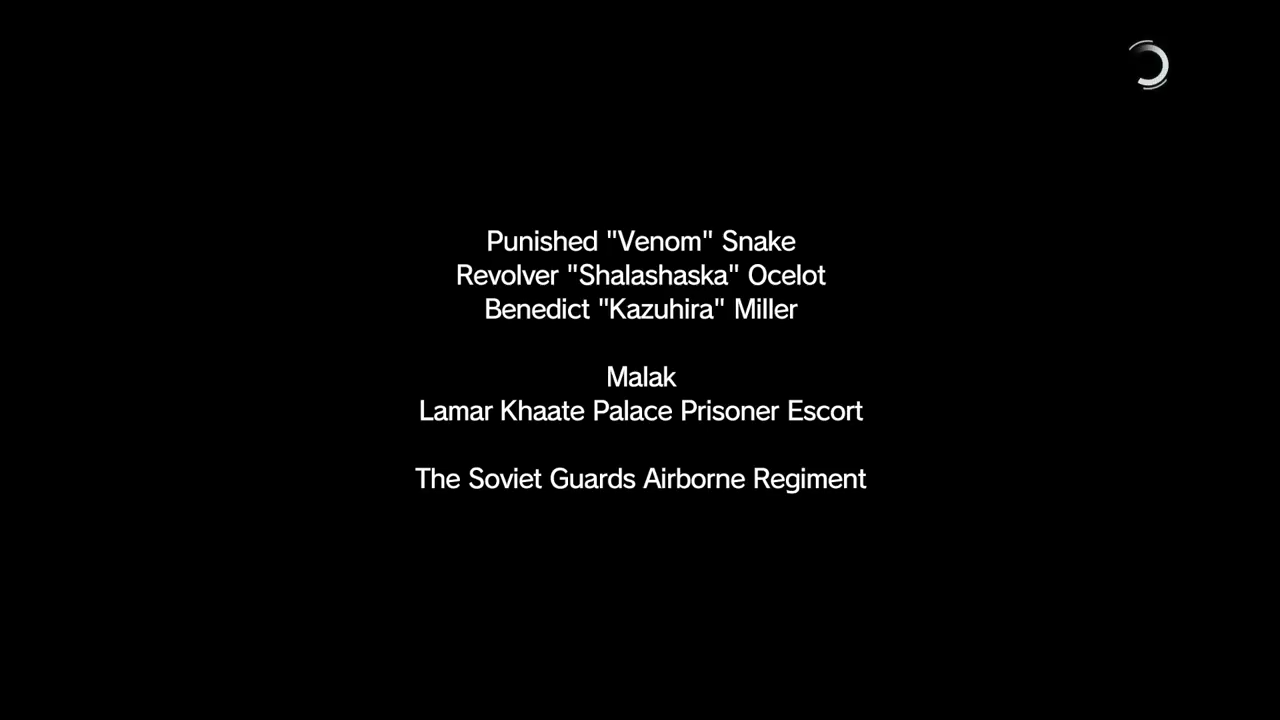 Punished "Venom" Snake
Revolver "Shalashaska" Ocelot
Benedict "Kazuhira" Miller
Malak
Lamar Khaate Palace Prisoner Escort
The Soviet Guards Airborne Regiment